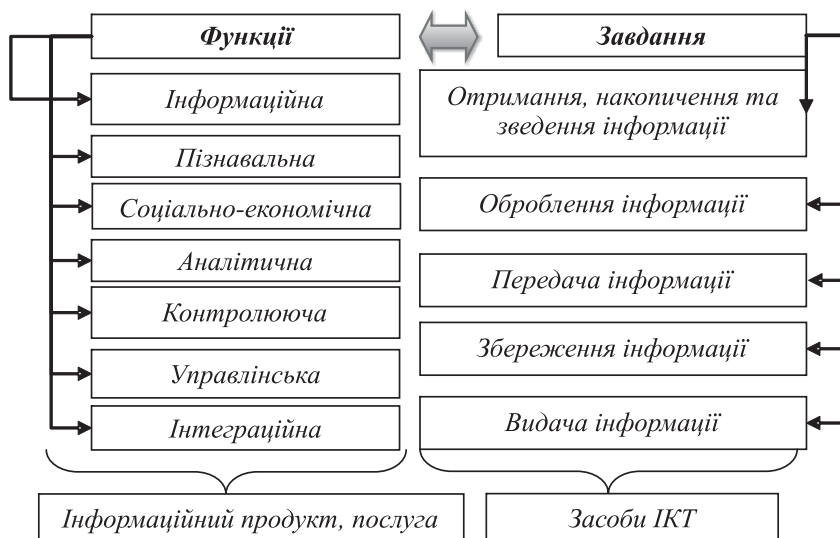 Функції
Завдання
Інформаційна
Пізнавальна
Соціально-економічна
Аналітична
Контролююча
Управлінська
Інтеграційна
Отримання, накопичення та
зведення інформації
Оброблення інформації
Передача інформації
Збереження інформації
Видача інформації
Інформаційний продукт, послуга
Засоби ІКТ